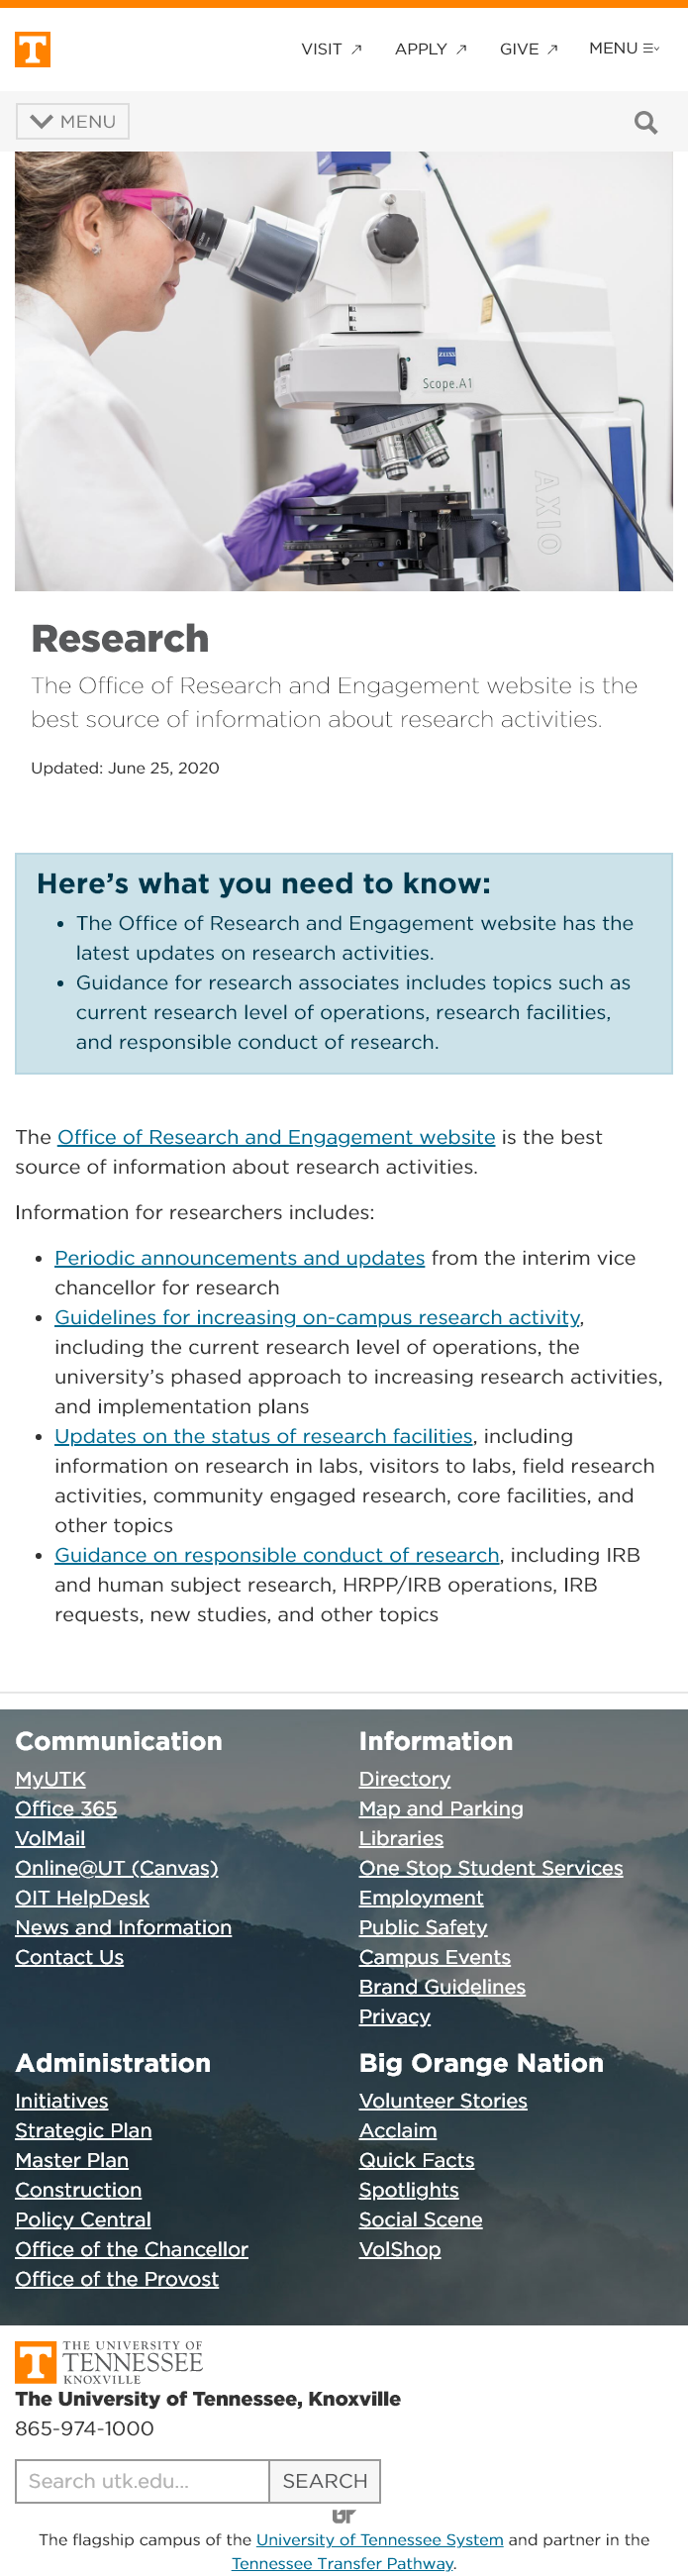 T
VISIT APPLY GIVE MENU
MENU
ZEISS
Scope.A1
AXIO
Research
The Office of Research and Engagement website is the
best source of information about research activities.
Updated: June 25, 2020
Here’s what you need to know:
• The Office of Research and Engagement website has the
latest updates on research activities.
• Guidance for research associates includes topics such as
current research level of operations, research facilities,
and responsible conduct of research.
The Office of Research and Engagement website is the best
source of information about research activities.
Information for researchers includes:
• Periodic announcements and updates from the interim vice
chancellor for research
• Guidelines for increasing on-campus research activity,
including the current research level of operations, the
university’s phased approach to increasing research activities,
and implementation plans
• Updates on the status of research facilities, including
information on research in labs, visitors to labs, field research
activities, community engaged research, core facilities, and
other topics
• Guidance on responsible conduct of research, including IRB
and human subject research, HRPP/IRB operations, IRB
requests, new studies, and other topics
Communication
MyUTK
Office 365
VolMail
Online@UT (Canvas)
OIT HelpDesk
News and Information
Contact Us
Information
Directory
Map and Parking
Libraries
One Stop Student Services
Employment
Public Safety
Campus Events
Brand Guidelines
Privacy
Administration
Initiatives
Strategic Plan
Master Plan
Construction
Policy Central
Office of the Chancellor
Office of the Provost
Big Orange Nation
Volunteer Stories
Acclaim
Quick Facts
Spotlights
Social Scene
VolShop
T
THE UNIVERSITY OF
TENNESSEE
KNOXVILLE
The University of Tennessee, Knoxville
865-974-1000
Search utk.edu... SEARCH
UT
The flagship campus of the University of Tennessee System and partner in the
Tennessee Transfer Pathway.